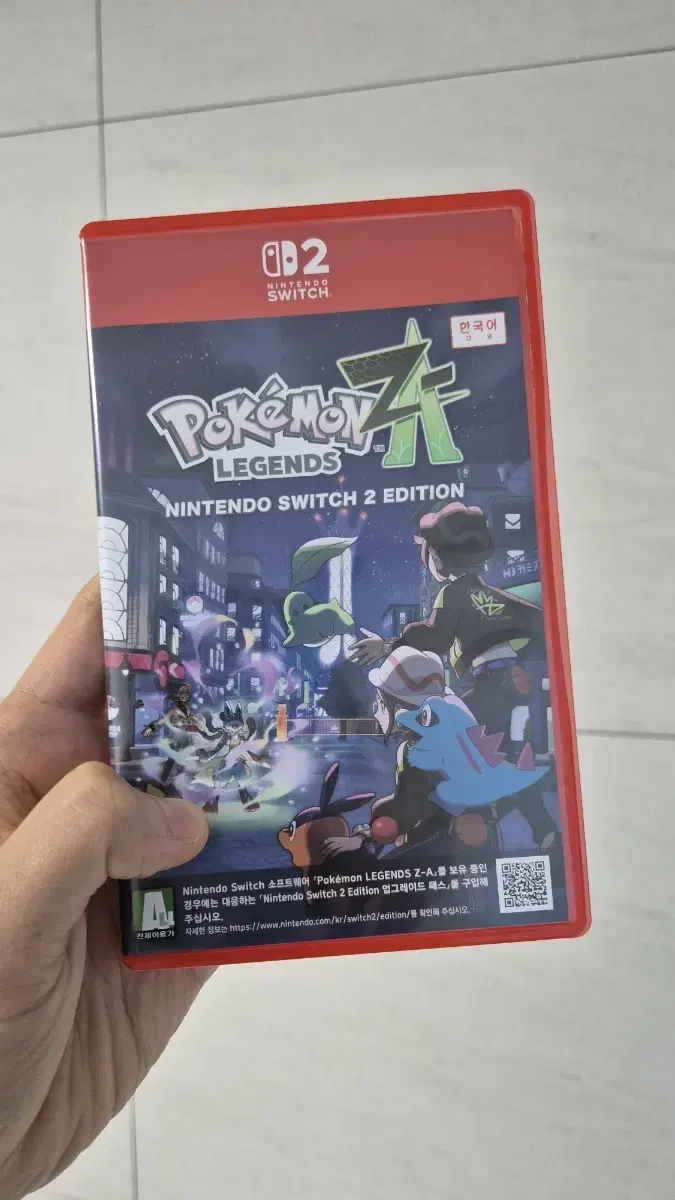 2
NINTENDO
SWITCH
한국어
대 응
POKÉMON
LEGENDS
Z-A
NINTENDO SWITCH 2 EDITION
Nintendo Switch 소프트웨어 『Pokémon LEGENDS Z-A』를 보유 중인
경우에는 대응하는 「Nintendo Switch 2 Edition 업그레이드 패스」를 구입해
주십시오.
자세한 정보는 https://www.nintendo.com/kr/switch2/edition/를 확인해 주십시오.
ALL
전체이용가